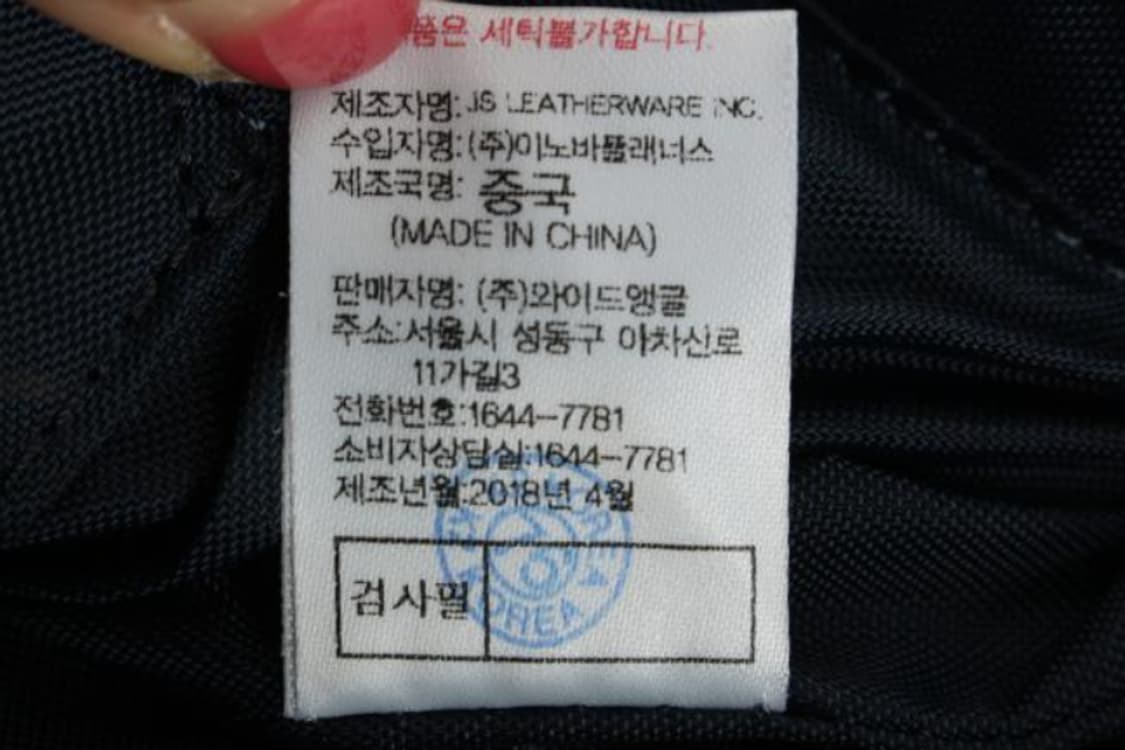 품은 세탁불가합니다.
제조자명: JS LEATHERWARE INC.
수입자명: (주)이노바플래너스
제조국명: 중국
(MADE IN CHINA)
판매자명: (주)와이드앵글
주소:서울시 성동구 아차산로
11가길3
전화번호:1644-7781
소비자상담실:1644-7781
제조년월:2018년 4월
검사필
KOREA